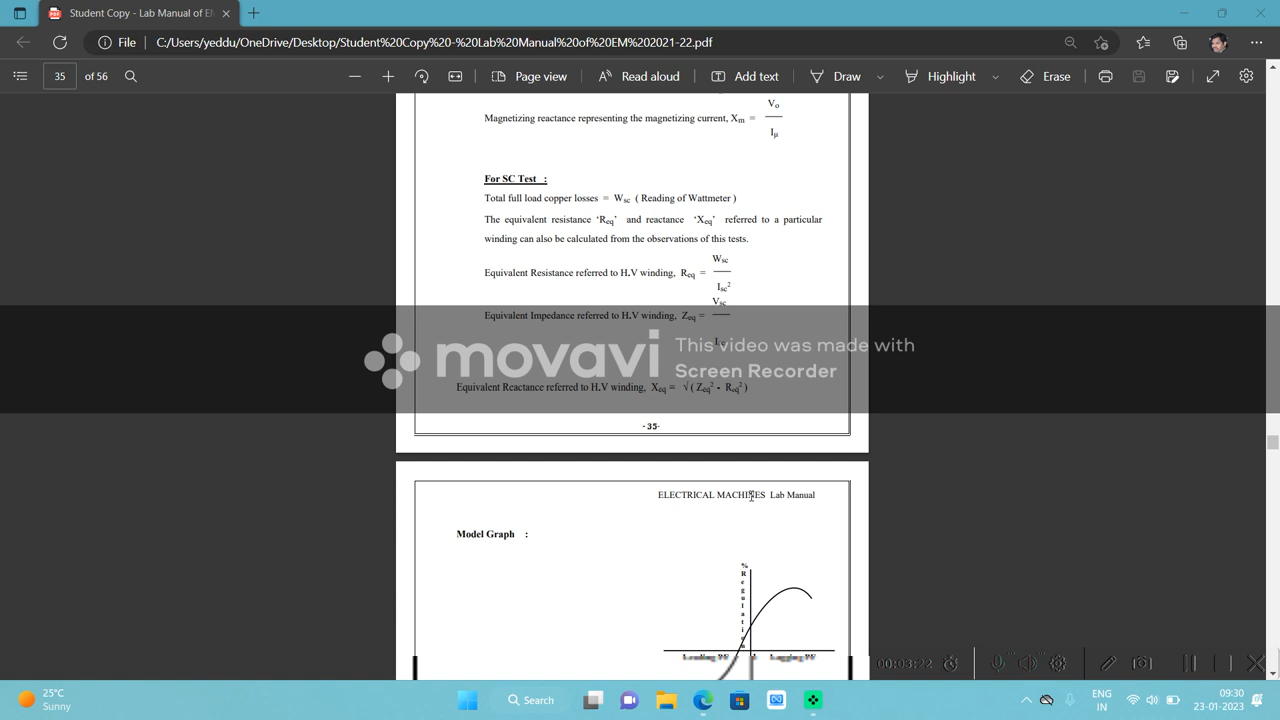 Student Copy - Lab Manual of EM
File
C:/Users/yeddu/OneDrive/Desktop/Student%20Copy%20-%20Lab%20Manual%20of%20EM%202021-22.pdf
35 of 56
Page view
Read aloud
Add text
Draw
Highlight
Erase
Magnetizing reactance representing the magnetizing current, Xm = Vo
Iμ
For SC Test :
Total full load copper losses = Wsc ( Reading of Wattmeter )
The equivalent resistance ‘Req’ and reactance ‘Xeq’ referred to a particular
winding can also be calculated from the observations of this tests.
Equivalent Resistance referred to H.V winding, Req = Wsc
Isc2
Equivalent Impedance referred to H.V winding, Zeq = Vsc
movavi
This video was made with
Screen Recorder
Equivalent Reactance referred to H.V winding, Xeq = √ ( Zeq2 - Req2 )
- 35-
ELECTRICAL MACHINES Lab Manual
Model Graph :
% Regulation
Leading PF
Lagging PF
00:03:22
25°C
Sunny
Search
ENG
IN
09:30
23-01-2023